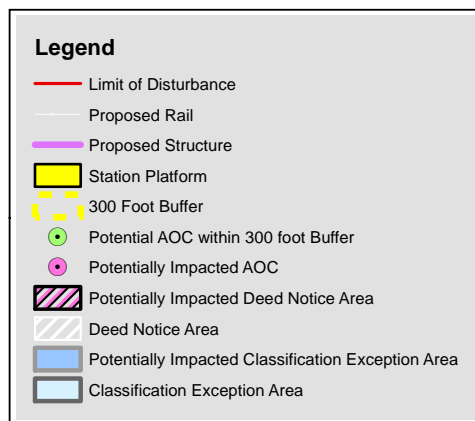 Legend
Limit of Disturbance
Proposed Rail
Proposed Structure
Station Platform
300 Foot Buffer
Potential AOC within 300 foot Buffer
Potentially Impacted AOC
Potentially Impacted Deed Notice Area
Deed Notice Area
Potentially Impacted Classification Exception Area
Classification Exception Area